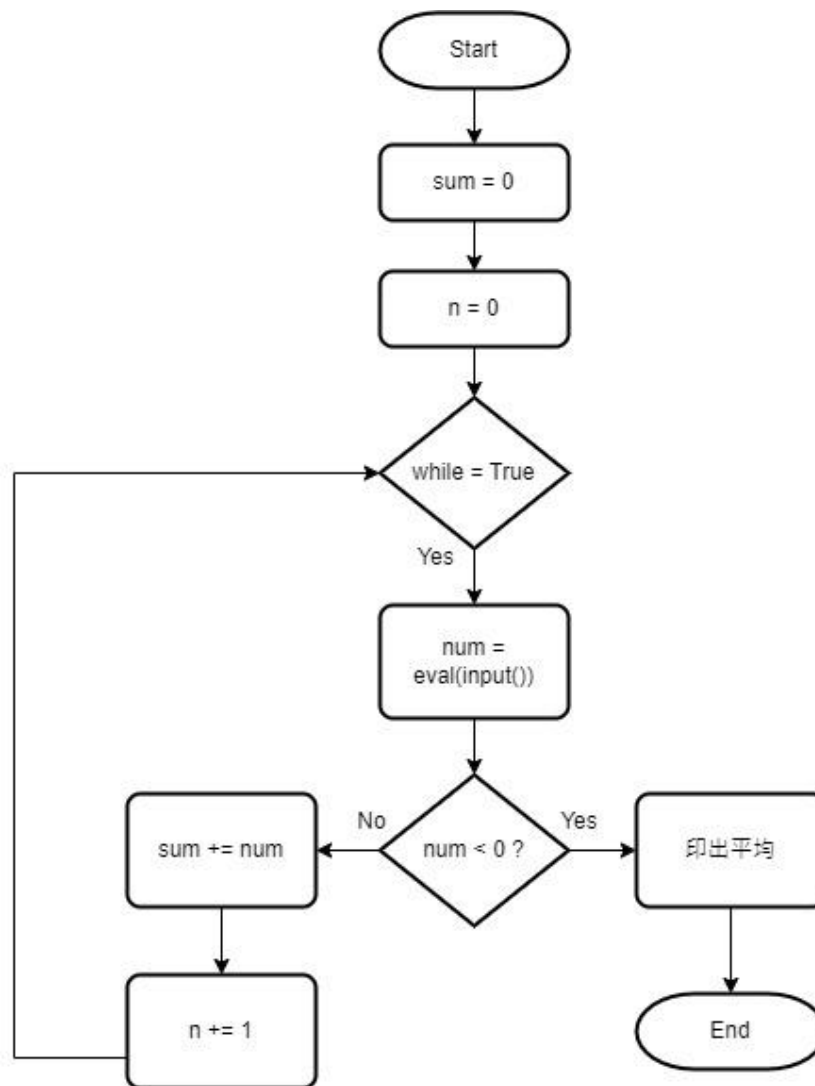 Start
sum = 0
n = 0
while = True
Yes
num =
eval(input())
No
num < 0 ?
Yes
sum += num
印出平均
n += 1
End